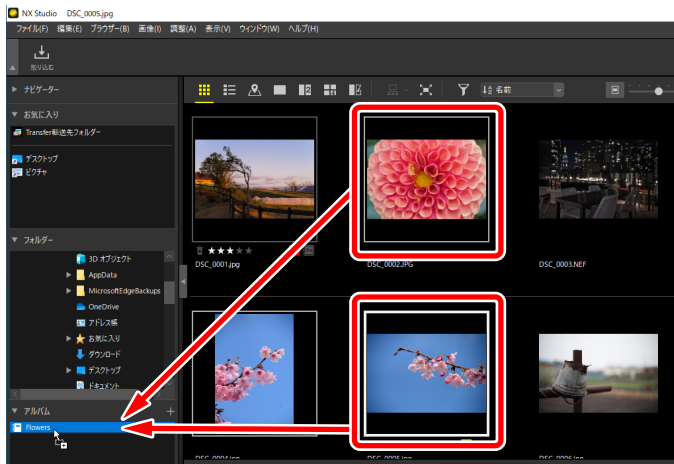 NX Studio DSC_0005.jpg
ファイル(F) 編集(E) ブラウザー(B) 画像(I) 調整(A) 表示(V) ウィンドウ(W) ヘルプ(H)
取り込む
ナビゲーター
お気に入り
Transfer転送先フォルダー
デスクトップ
ピクチャ
フォルダー
3D オブジェクト
AppData
MicrosoftEdgeBackups
OneDrive
アドレス帳
お気に入り
ダウンロード
デスクトップ
ドキュメント
アルバム
Flowers
名前
DSC_0001.jpg
DSC_0002.JPG
DSC_0003.NEF
DSC_0004.jpg
DSC_0005.jpg
DSC_0006.jpg